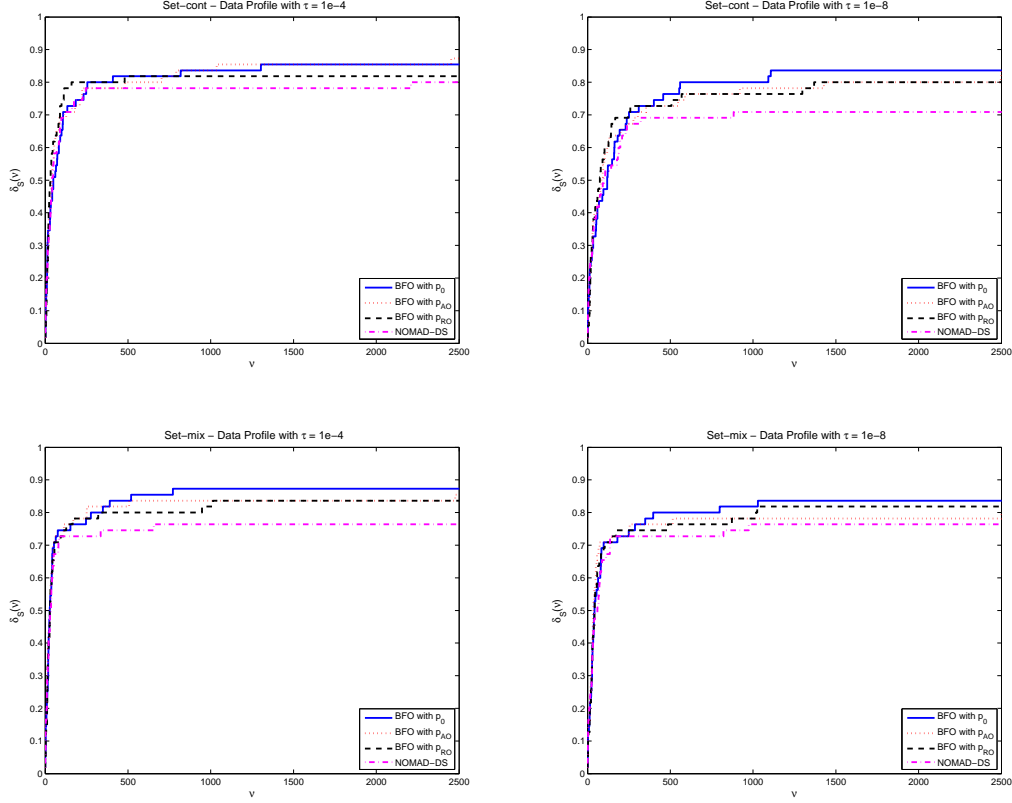 Set-cont - Data Profile with τ = 1e-4
1
0.9
0.8
0.7
0.6
0.5
0.4
0.3
0.2
0.1
0
δS(ν)
0 500 1000 1500 2000 2500
ν
BFO with p0
BFO with pAO
BFO with pRO
NOMAD-DS
Set-cont - Data Profile with τ = 1e-8
1
0.9
0.8
0.7
0.6
0.5
0.4
0.3
0.2
0.1
0
δS(ν)
0 500 1000 1500 2000 2500
ν
BFO with p0
BFO with pAO
BFO with pRO
NOMAD-DS
Set-mix - Data Profile with τ = 1e-4
1
0.9
0.8
0.7
0.6
0.5
0.4
0.3
0.2
0.1
0
δS(ν)
0 500 1000 1500 2000 2500
ν
BFO with p0
BFO with pAO
BFO with pRO
NOMAD-DS
Set-mix - Data Profile with τ = 1e-8
1
0.9
0.8
0.7
0.6
0.5
0.4
0.3
0.2
0.1
0
δS(ν)
0 500 1000 1500 2000 2500
ν
BFO with p0
BFO with pAO
BFO with pRO
NOMAD-DS